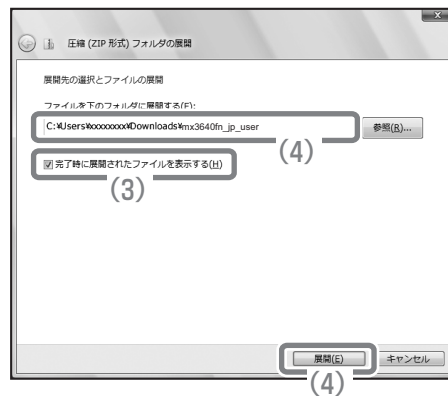 圧縮 (ZIP 形式) フォルダの展開
展開先の選択とファイルの展開
ファイルを下のフォルダに展開する(F):
C:¥Users¥xxxxxxx¥Downloads¥mx3640fn_jp_user
参照(R)...
(4)
完了時に展開されたファイルを表示する(H)
(3)
展開(E)
キャンセル
(4)